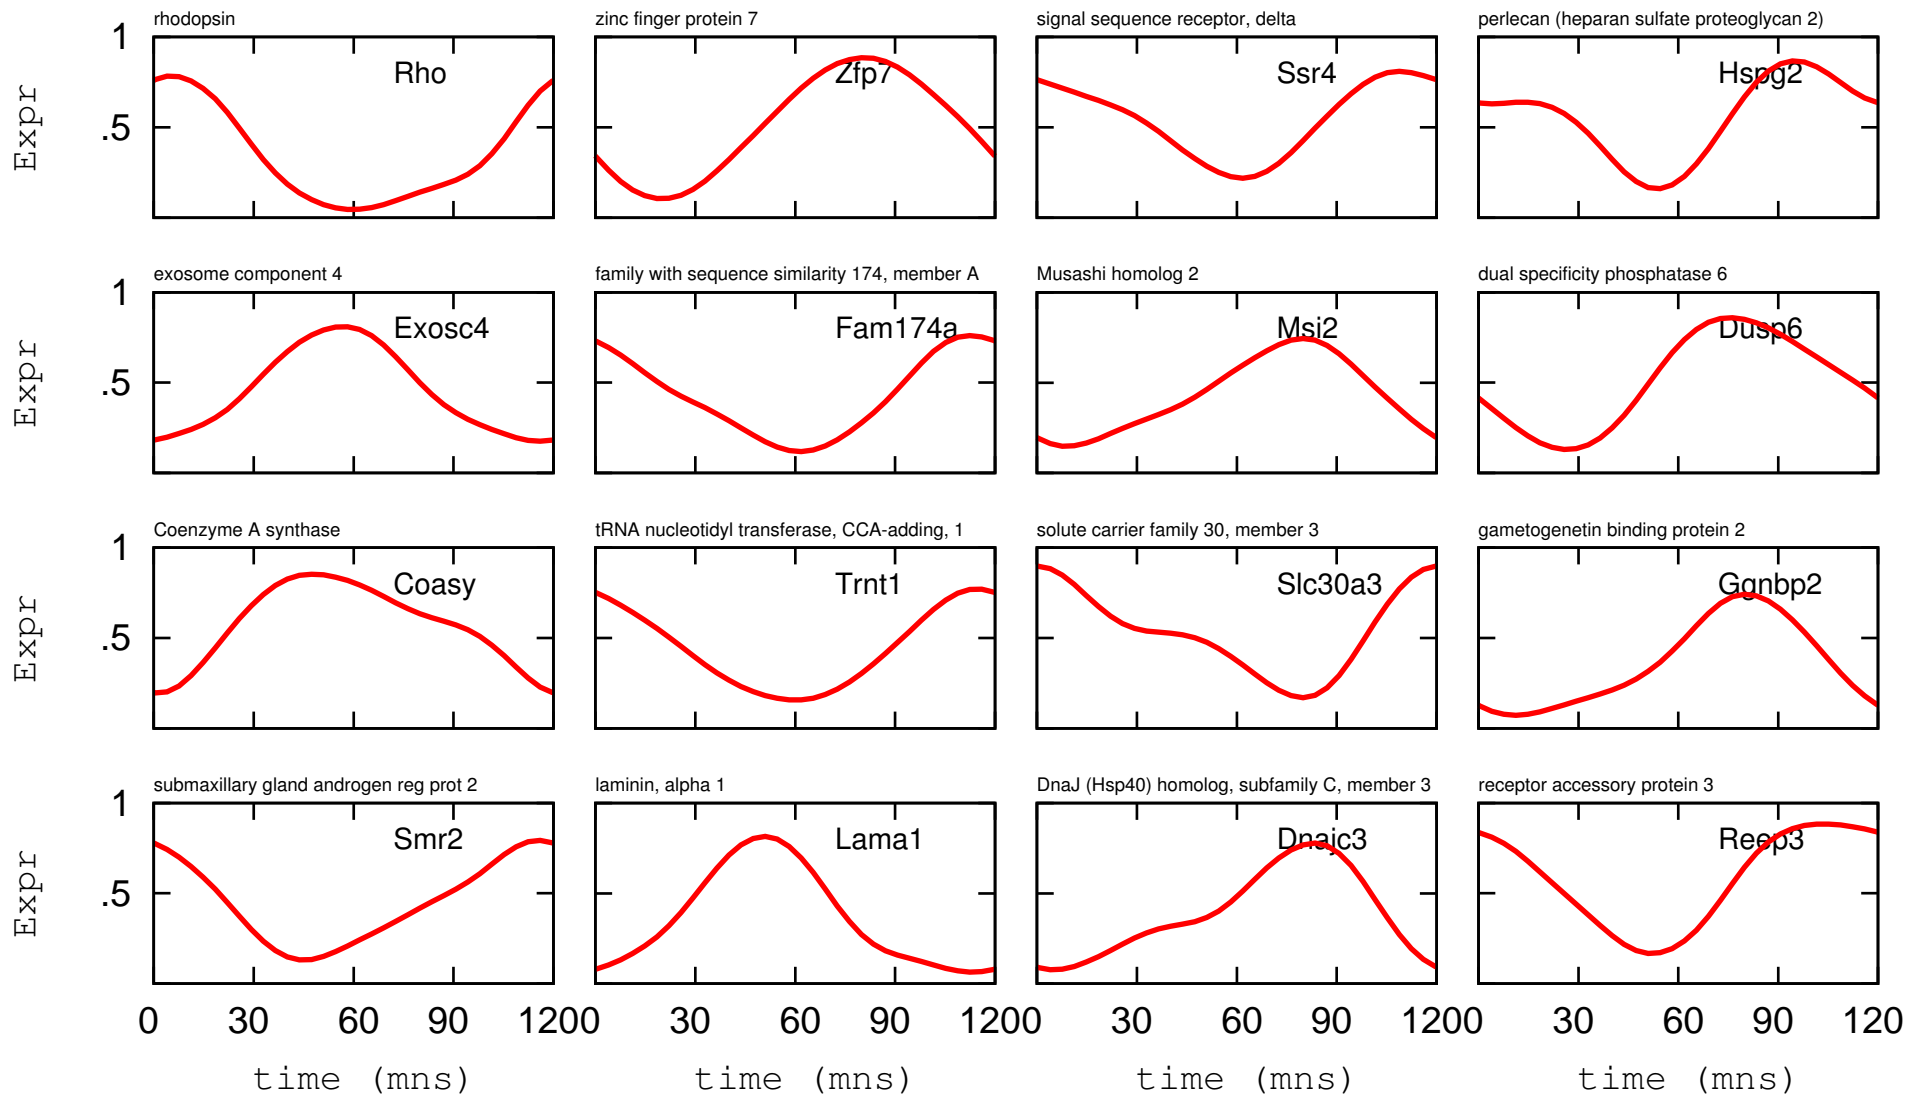 rhodopsin
zinc finger protein 7
signal sequence receptor, delta
perlecan (heparan sulfate proteoglycan 2)
1
.5
Expr
Rho
Zfp7
Ssr4
Hspg2
exosome component 4
family with sequence similarity 174, member A
Musashi homolog 2
dual specificity phosphatase 6
1
.5
Expr
Exosc4
Fam174a
Msi2
Dusp6
Coenzyme A synthase
tRNA nucleotidyl transferase, CCA-adding, 1
solute carrier family 30, member 3
gametogenetin binding protein 2
1
.5
Expr
Coasy
Trnt1
Slc30a3
Ggnbp2
submaxillary gland androgen reg prot 2
laminin, alpha 1
DnaJ (Hsp40) homolog, subfamily C, member 3
receptor accessory protein 3
1
.5
Expr
Smr2
Lama1
Dnajc3
Reep3
0 30 60 90 1200 30 60 90 1200 30 60 90 1200 30 60 90 120
time (mns)
time (mns)
time (mns)
time (mns)